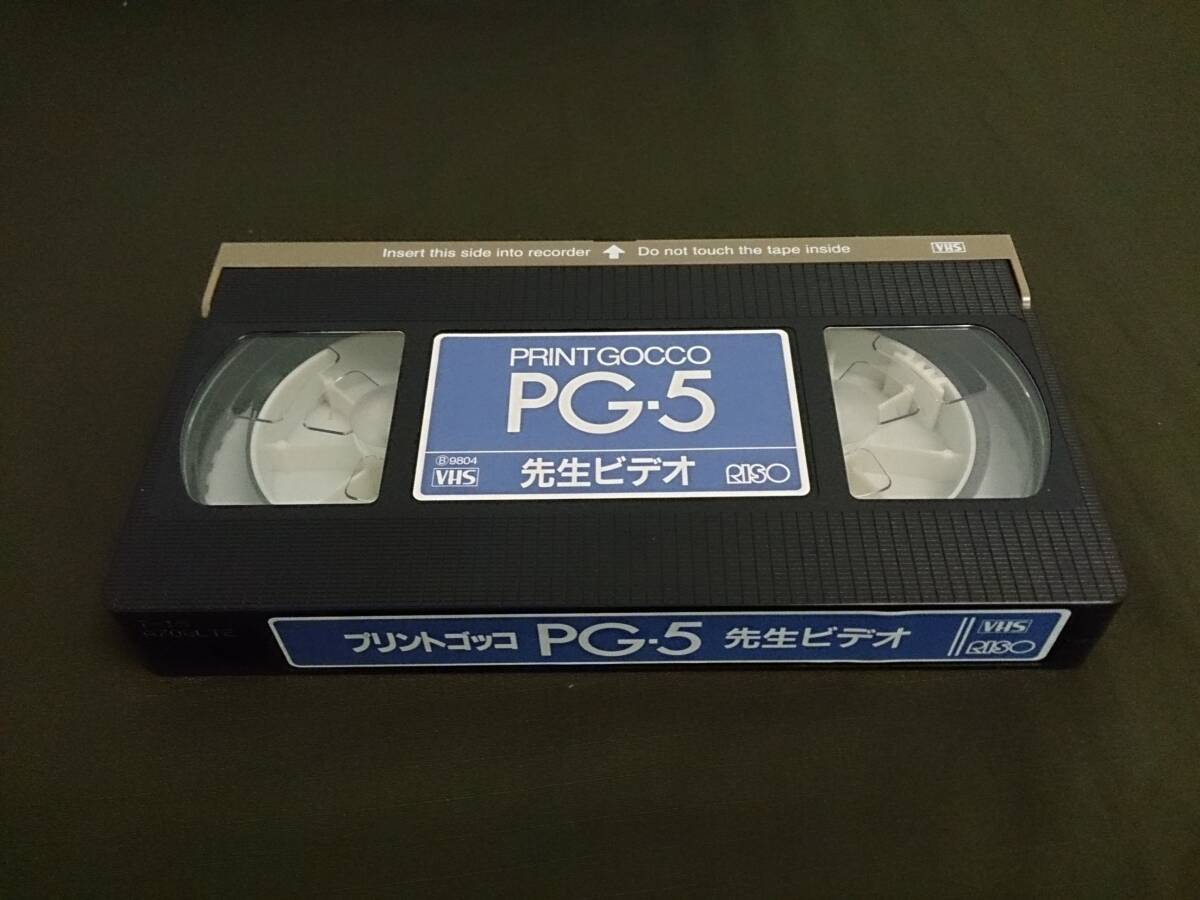 Insert this side into recorder Do not touch the tape inside VHS
PRINT GOCCO
PG-5
Ⓡ9804
VHS 先生ビデオ RISO
プリントゴッコ PG-5 先生ビデオ VHS
RISO